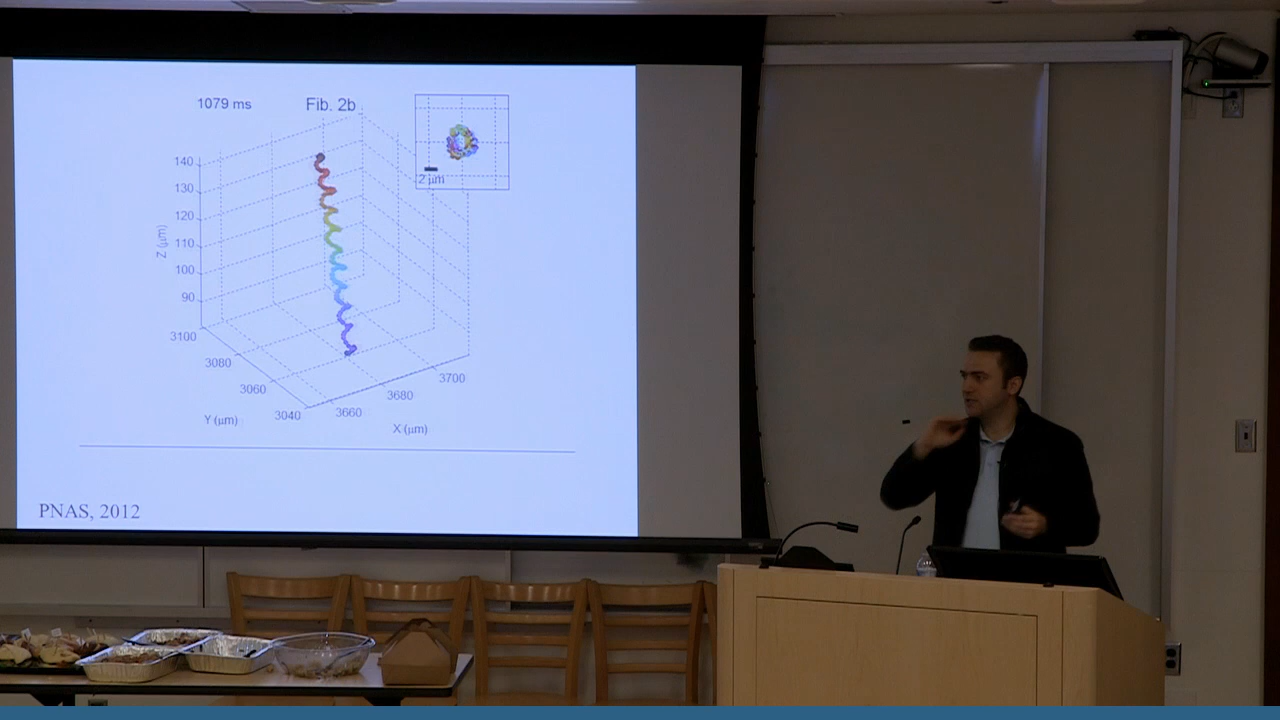 1079 ms
Fib. 2b
2 μm
140
130
120
110
100
90
Z (μm)
3100
3080
3060
3040
Y (μm)
3660
3680
3700
X (μm)
PNAS, 2012